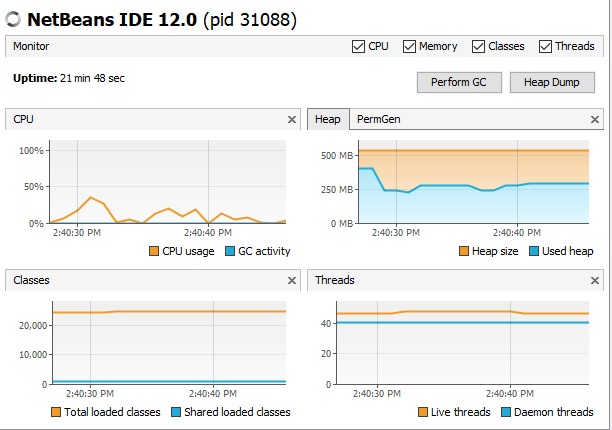 NetBeans IDE 12.0 (pid 31088)
Monitor
CPU
Memory
Classes
Threads
Uptime: 21 min 48 sec
Perform GC
Heap Dump
CPU
100%
50%
0%
2:40:30 PM
2:40:40 PM
CPU usage
GC activity
Heap
PermGen
500 MB
250 MB
0 MB
2:40:30 PM
2:40:40 PM
Heap size
Used heap
Classes
20,000
10,000
0
2:40:30 PM
2:40:40 PM
Total loaded classes
Shared loaded classes
Threads
40
20
0
2:40:30 PM
2:40:40 PM
Live threads
Daemon threads